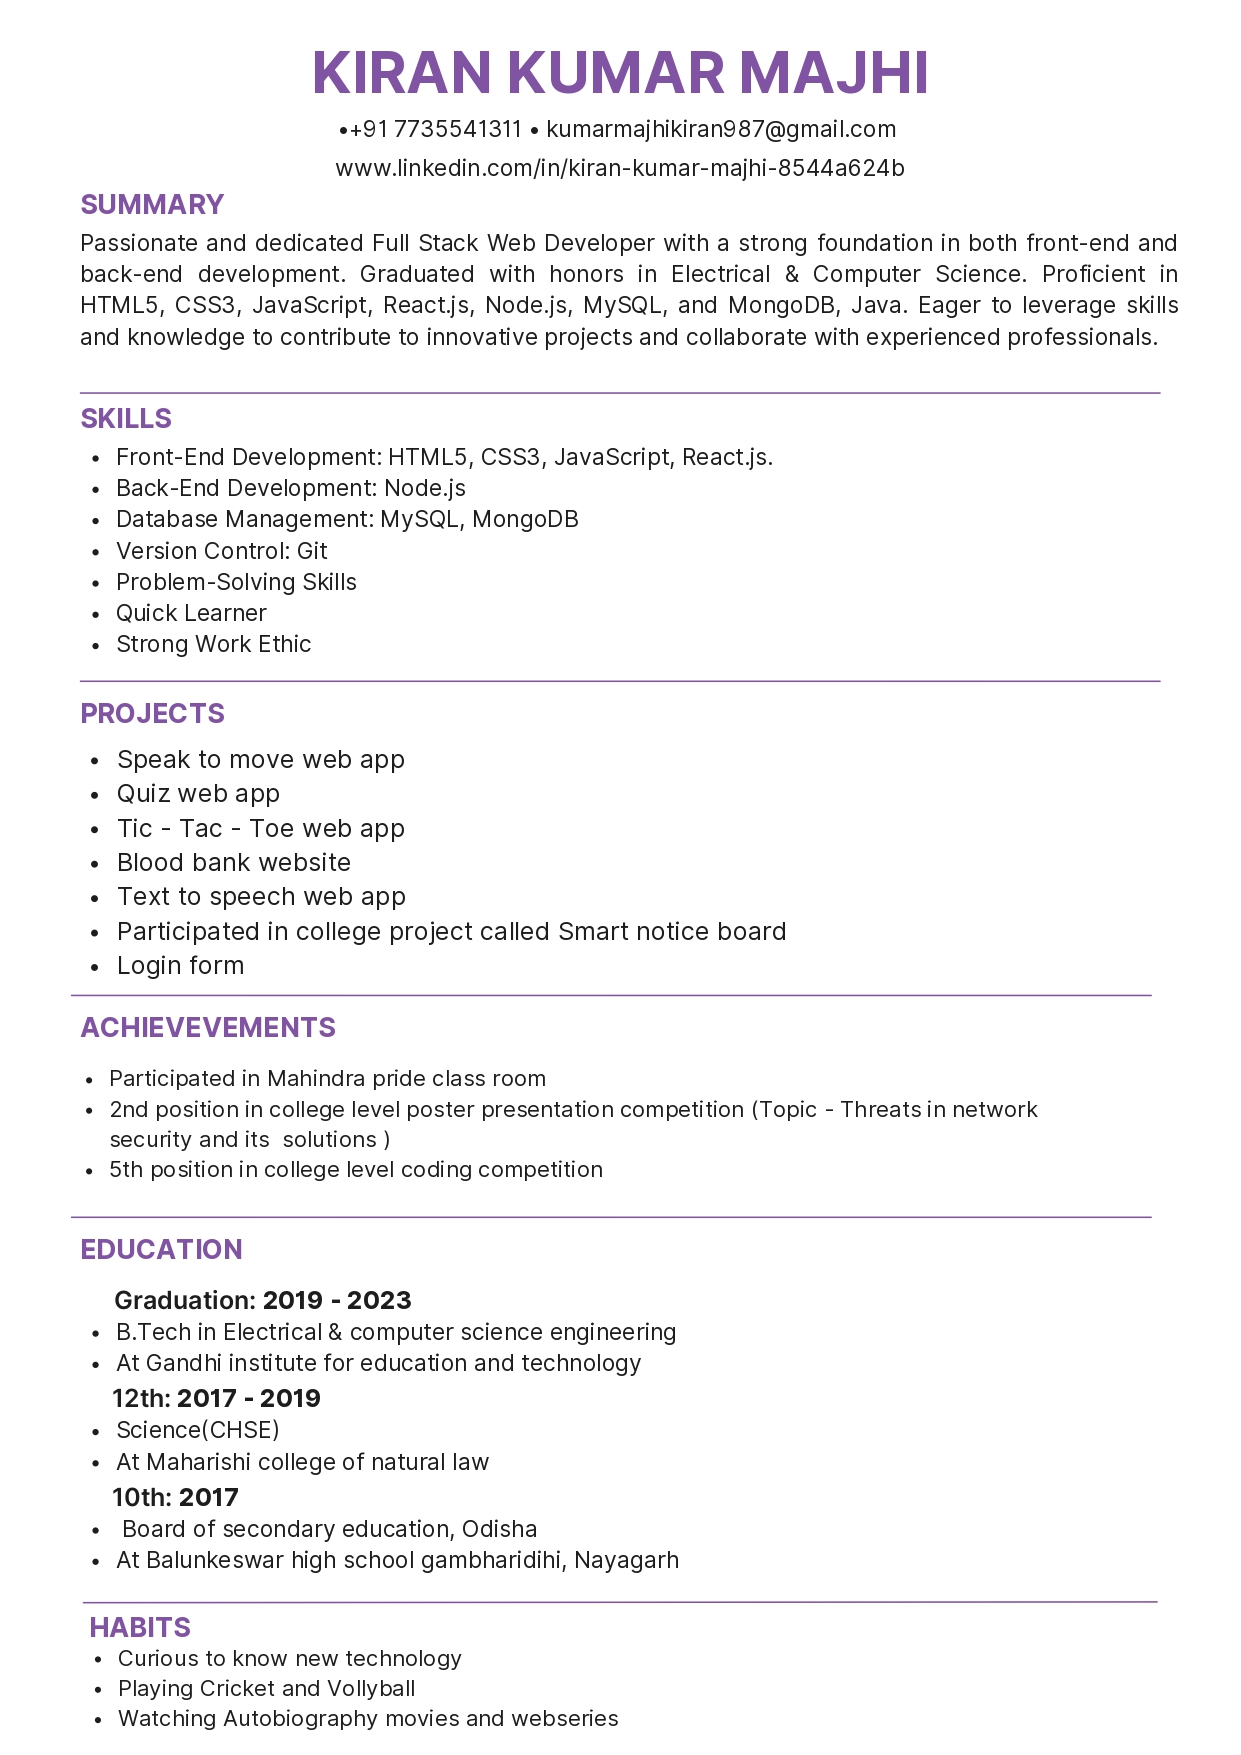 KIRAN KUMAR MAJHI
•+91 7735541311 • kumarmajhikiran987@gmail.com
www.linkedin.com/in/kiran-kumar-majhi-8544a624b
SUMMARY
Passionate and dedicated Full Stack Web Developer with a strong foundation in both front-end and
back-end development. Graduated with honors in Electrical & Computer Science. Proficient in
HTML5, CSS3, JavaScript, React.js, Node.js, MySQL, and MongoDB, Java. Eager to leverage skills
and knowledge to contribute to innovative projects and collaborate with experienced professionals.
SKILLS
• Front-End Development: HTML5, CSS3, JavaScript, React.js.
• Back-End Development: Node.js
• Database Management: MySQL, MongoDB
• Version Control: Git
• Problem-Solving Skills
• Quick Learner
• Strong Work Ethic
PROJECTS
• Speak to move web app
• Quiz web app
• Tic - Tac - Toe web app
• Blood bank website
• Text to speech web app
• Participated in college project called Smart notice board
• Login form
ACHIEVEVEMENTS
• Participated in Mahindra pride class room
• 2nd position in college level poster presentation competition (Topic - Threats in network
security and its  solutions )
• 5th position in college level coding competition
EDUCATION
Graduation: 2019 - 2023
• B.Tech in Electrical & computer science engineering
• At Gandhi institute for education and technology
12th: 2017 - 2019
• Science(CHSE)
• At Maharishi college of natural law
10th: 2017
• Board of secondary education, Odisha
• At Balunkeswar high school gambharidihi, Nayagarh
HABITS
• Curious to know new technology
• Playing Cricket and Vollyball
• Watching Autobiography movies and webseries